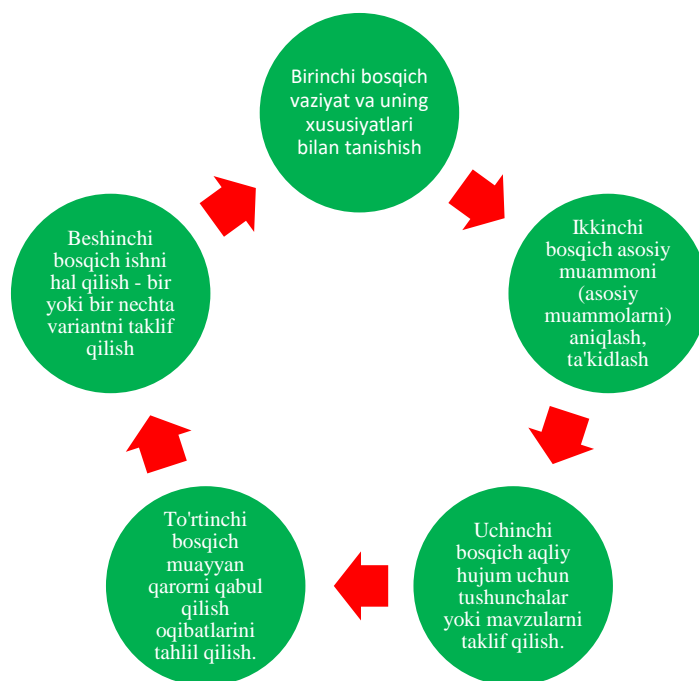 Birinchi bosqich
vaziyat va uning
xususiyatlari
bilan tanishish
Ikkinchi
bosqich asosiy
muammoni
(asosiy
muammolarni)
aniqlash,
ta'kidlash
Uchinchi
bosqich aqliy
hujum uchun
tushunchalar
yoki mavzularni
taklif qilish.
To'rtinchi
bosqich
muayyan
qarorni qabul
qilish
oqibatlarini
tahlil qilish.
Beshinchi
bosqich ishni
hal qilish - bir
yoki bir nechta
variantni taklif
qilish